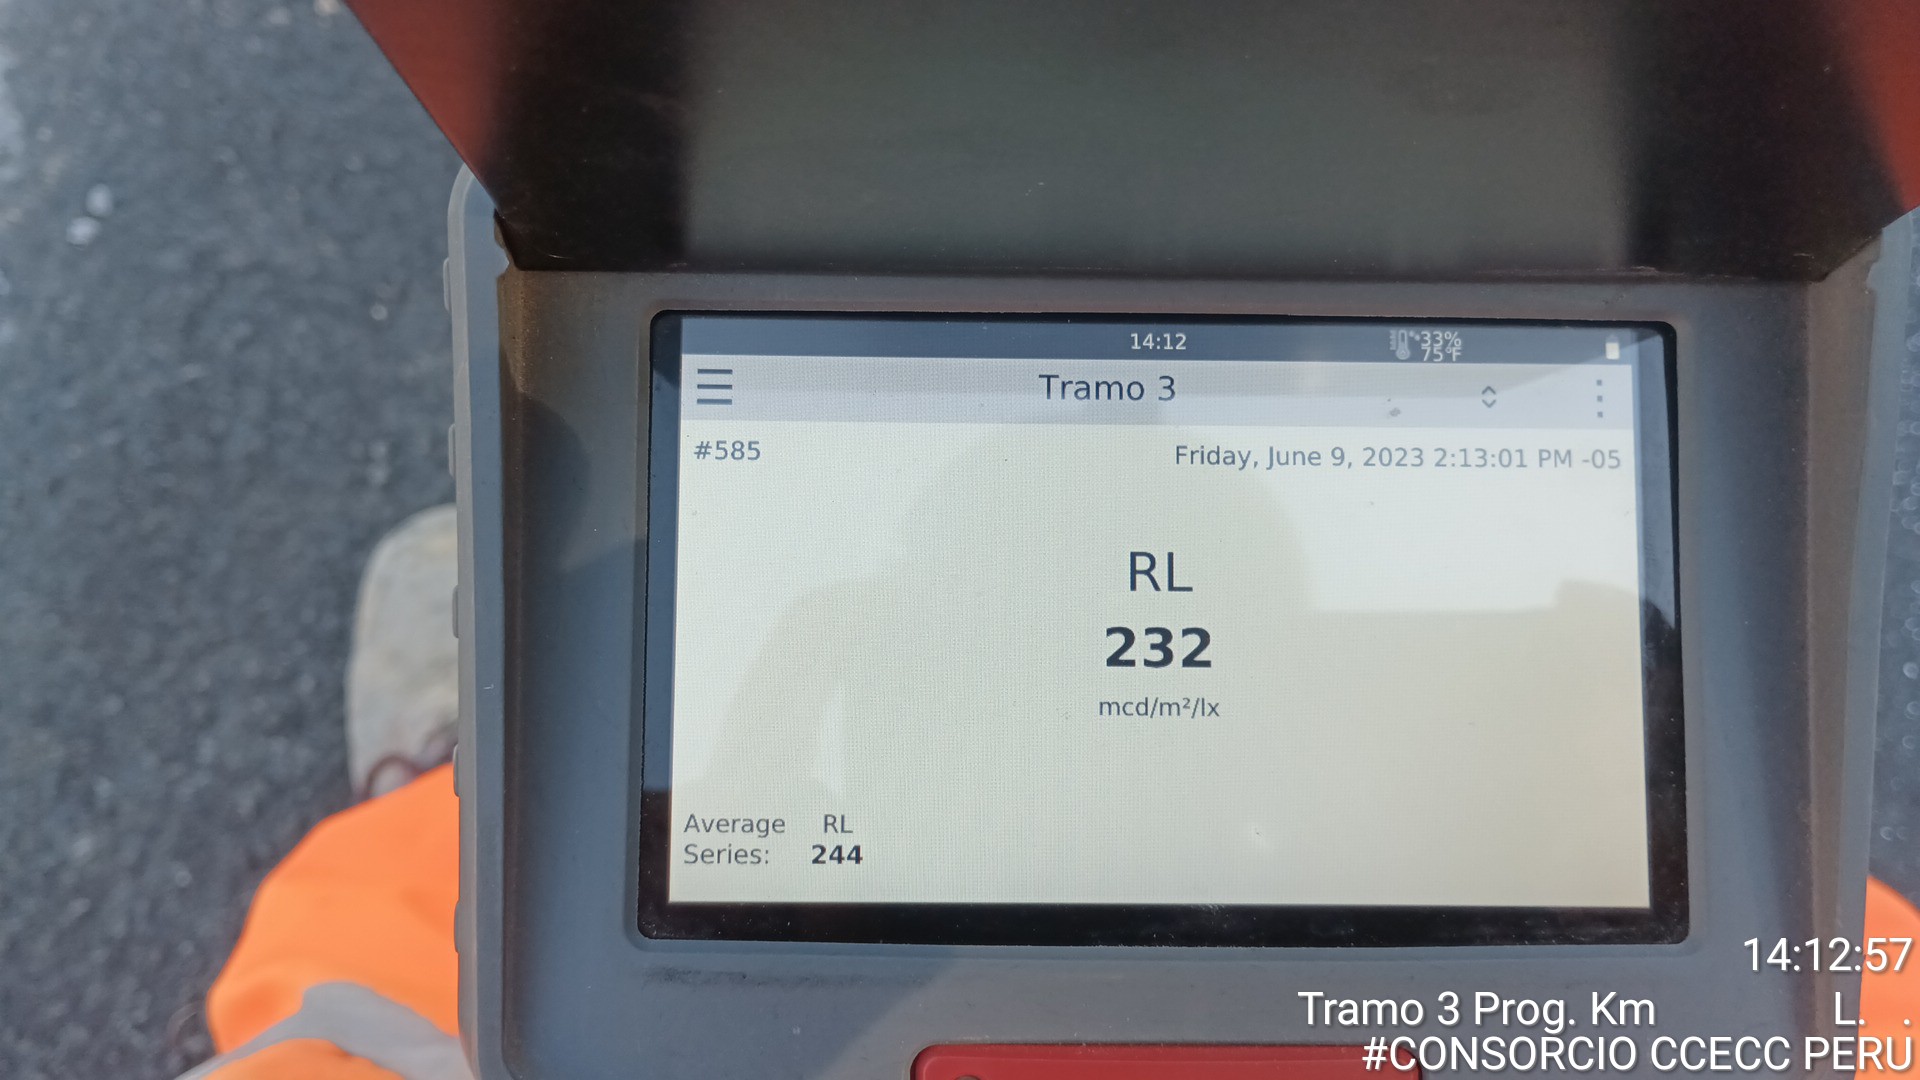 14:12
33%
75°F
Tramo 3
#585
Friday, June 9, 2023 2:13:01 PM -05
RL
232
mcd/m²/lx
Average RL
Series: 244
14:12:57
Tramo 3 Prog. Km L. .
#CONSORCIO CCECC PERU